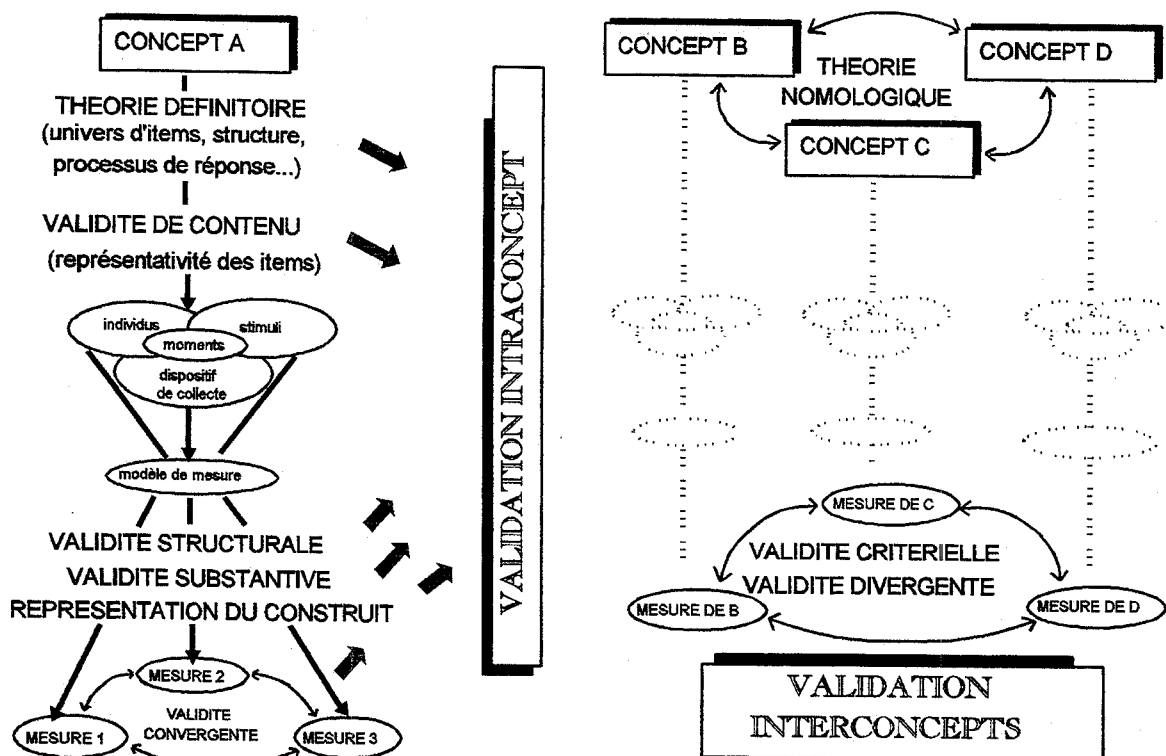 CONCEPT A
THEORIE DEFINITOIRE
(univers d'items, structure,
processus de réponse...)
VALIDITE DE CONTENU
(représentativité des items)
individus
stimuli
moments
dispositif
de collecte
modèle de mesure
VALIDITE STRUCTURALE
VALIDITE SUBSTANTIVE
REPRESENTATION DU CONSTRUIT
MESURE 2
VALIDITE
CONVERGENTE
MESURE 1
MESURE 3
VALIDATION INTRACONCEPT
CONCEPT B
CONCEPT D
THEORIE
NOMOLOGIQUE
CONCEPT C
MESURE DE C
VALIDITE CRITERIELLE
VALIDITE DIVERGENTE
MESURE DE B
MESURE DE D
VALIDATION
INTERCONCEPTS